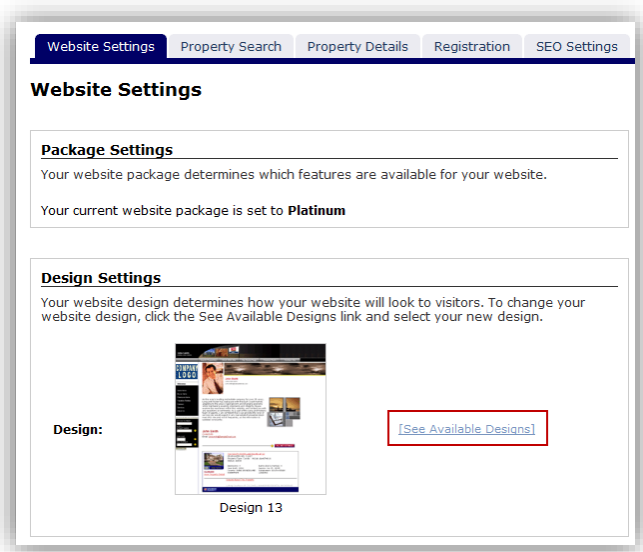 Website Settings Property Search Property Details Registration SEO Settings
Website Settings
Package Settings
Your website package determines which features are available for your website.
Your current website package is set to Platinum
Design Settings
Your website design determines how your website will look to visitors. To change your
website design, click the See Available Designs link and select your new design.
COMPANY
LOGO
Design:
[See Available Designs]
Design 13